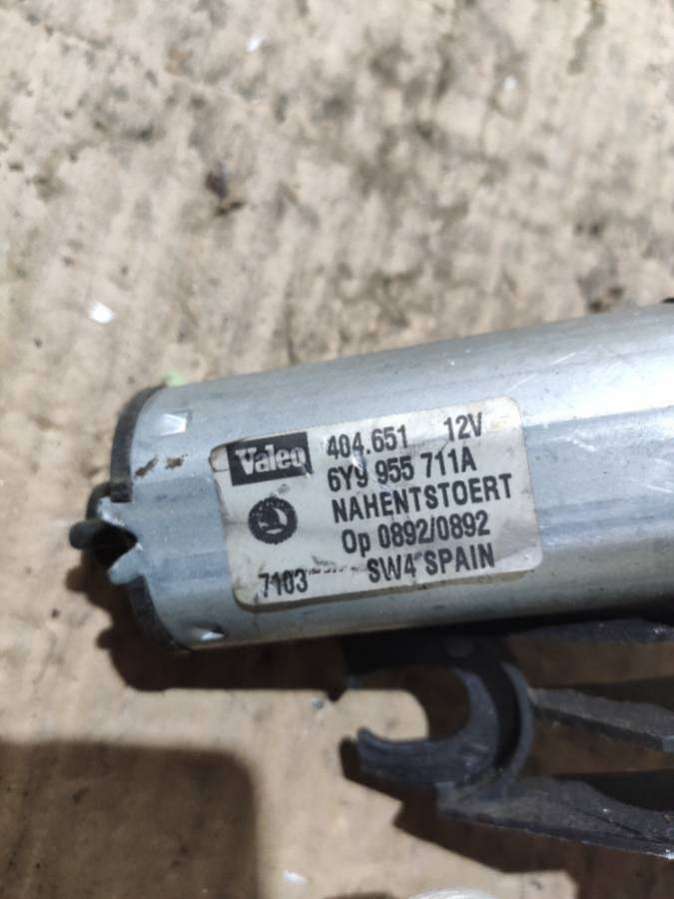 Valeo 404.651 12V
6Y9 955 711A
NAHENTSTOERT
Op 0892/0892
7103 SW4 SPAIN